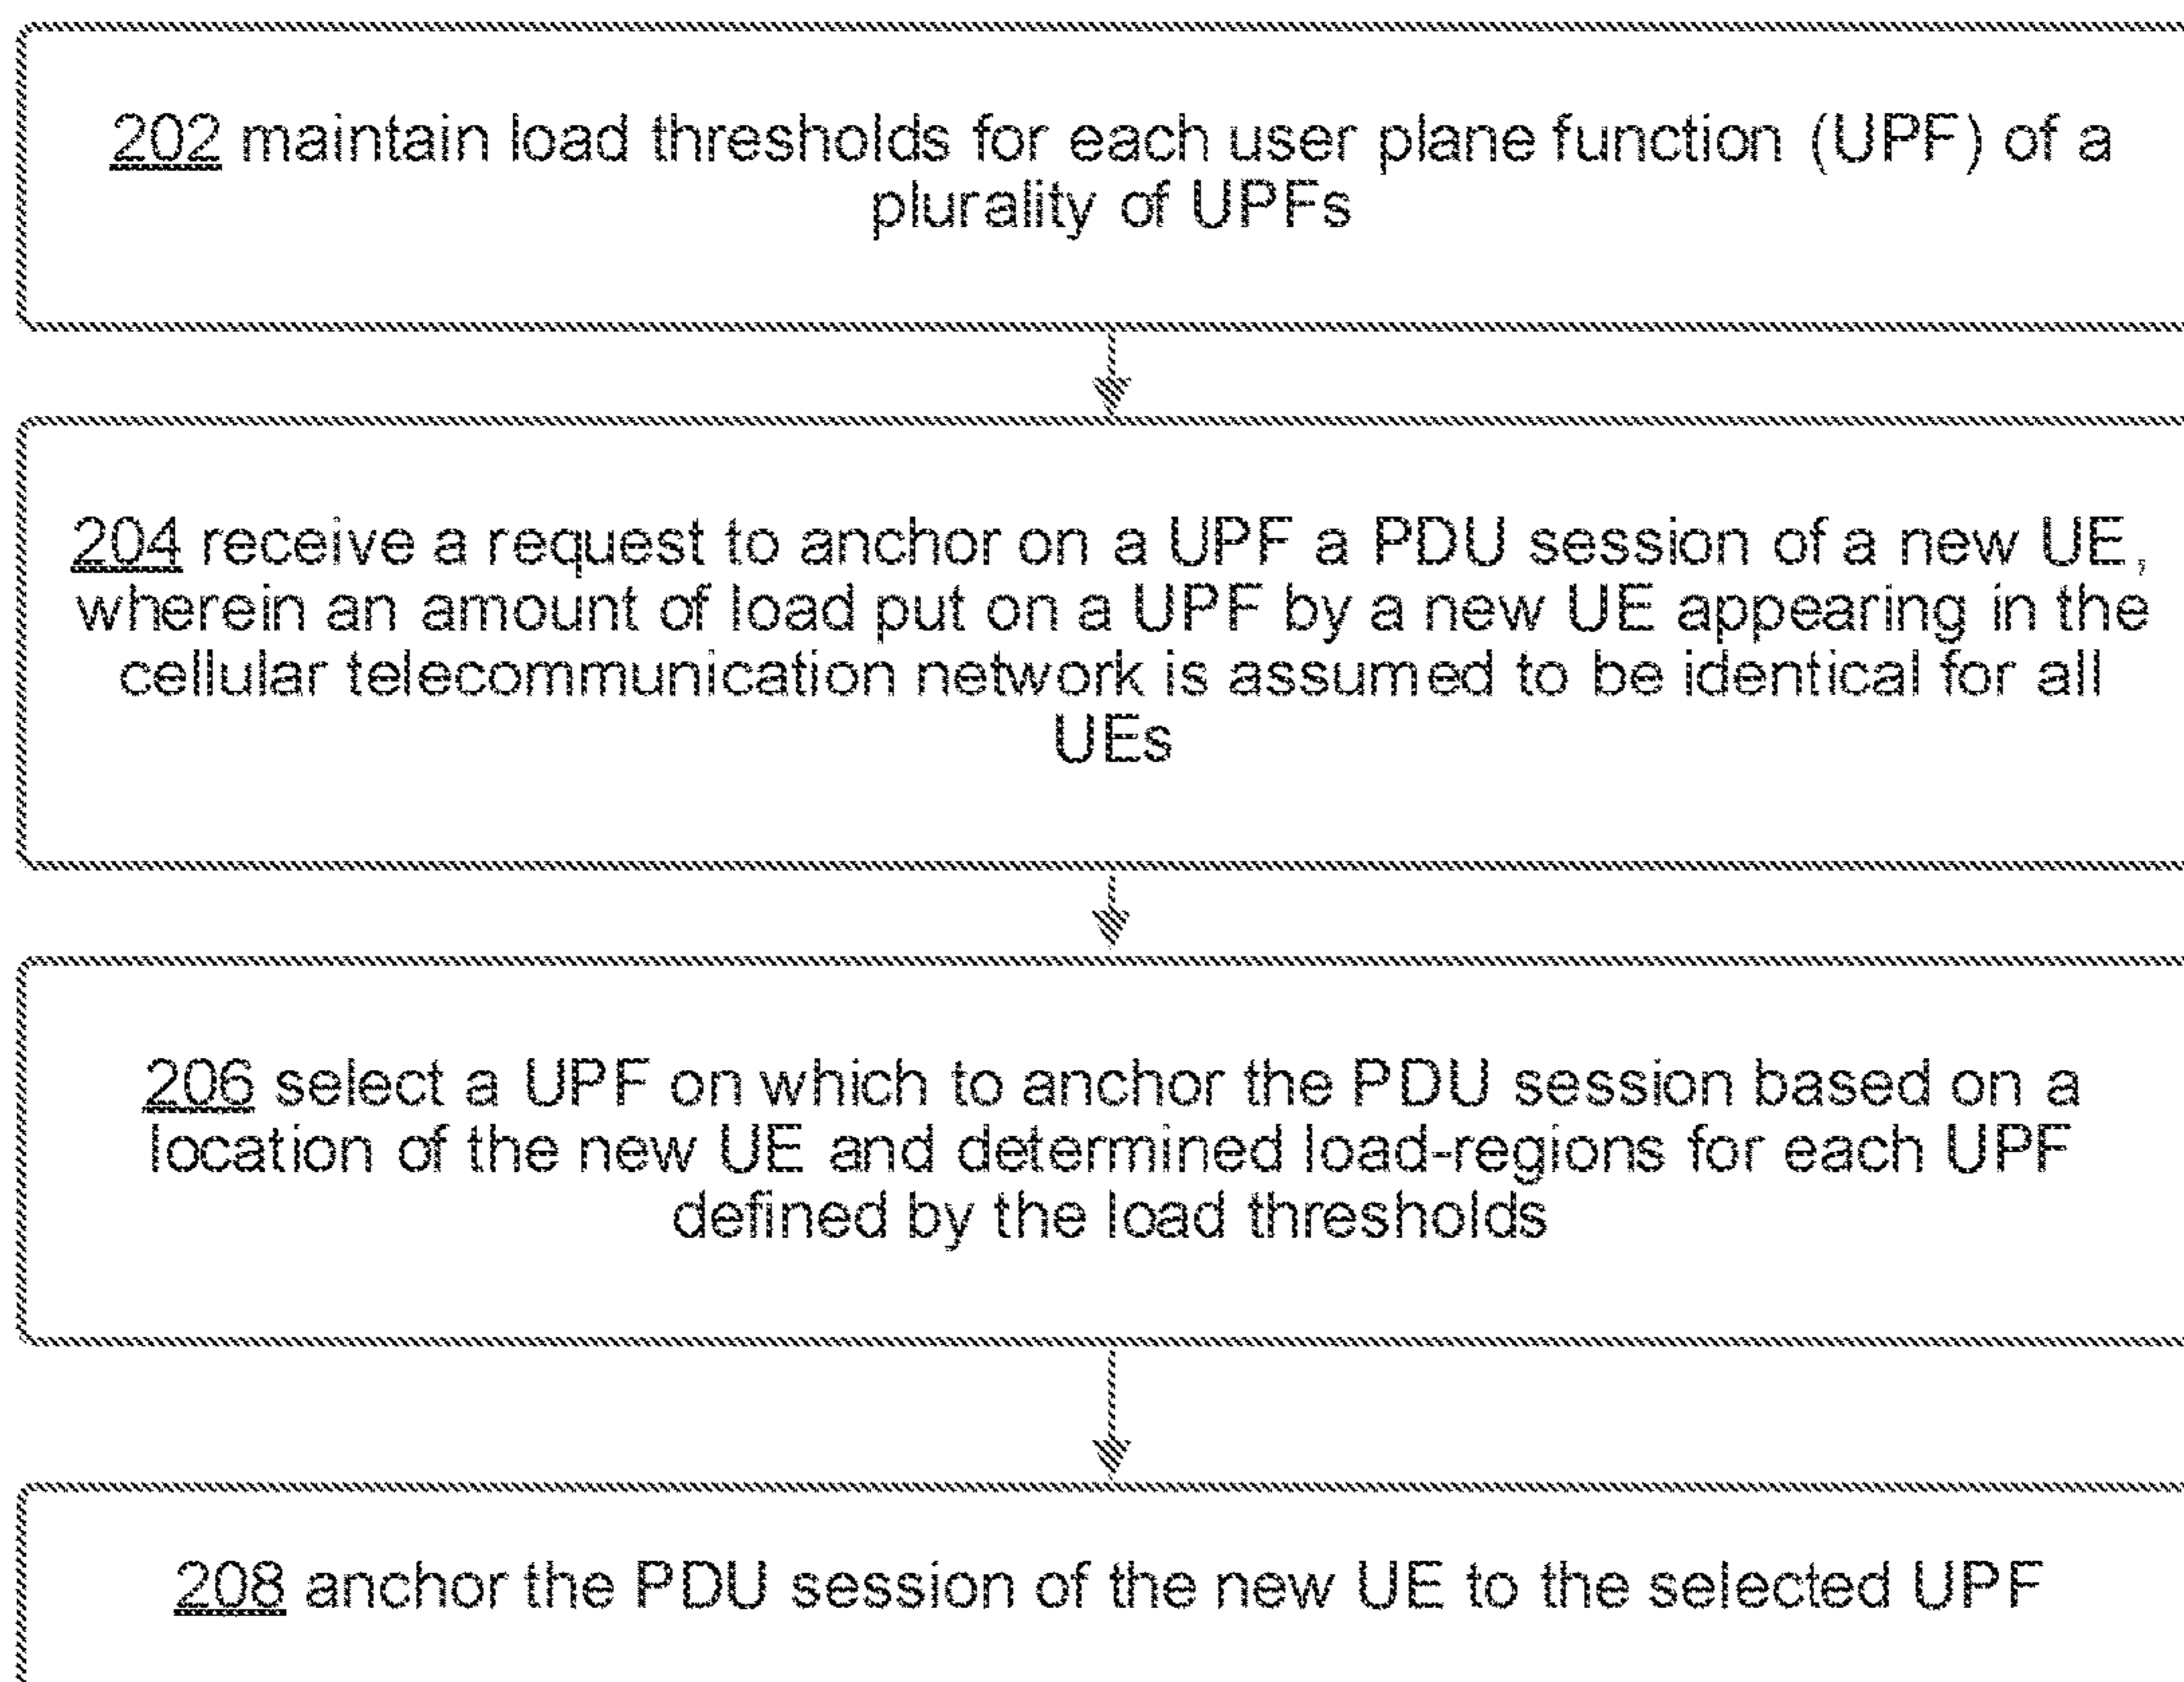 202 maintain load thresholds for each user plane function (UPF) of a
plurality of UPFs
204 receive a request to anchor on a UPF a PDU session of a new UE,
wherein an amount of load put on a UPF by a new UE appearing in the
cellular telecommunication network is assumed to be identical for all
UEs
206 select a UPF on which to anchor the PDU session based on a
location of the new UE and determined load-regions for each UPF
defined by the load thresholds
208 anchor the PDU session of the new UE to the selected UPF